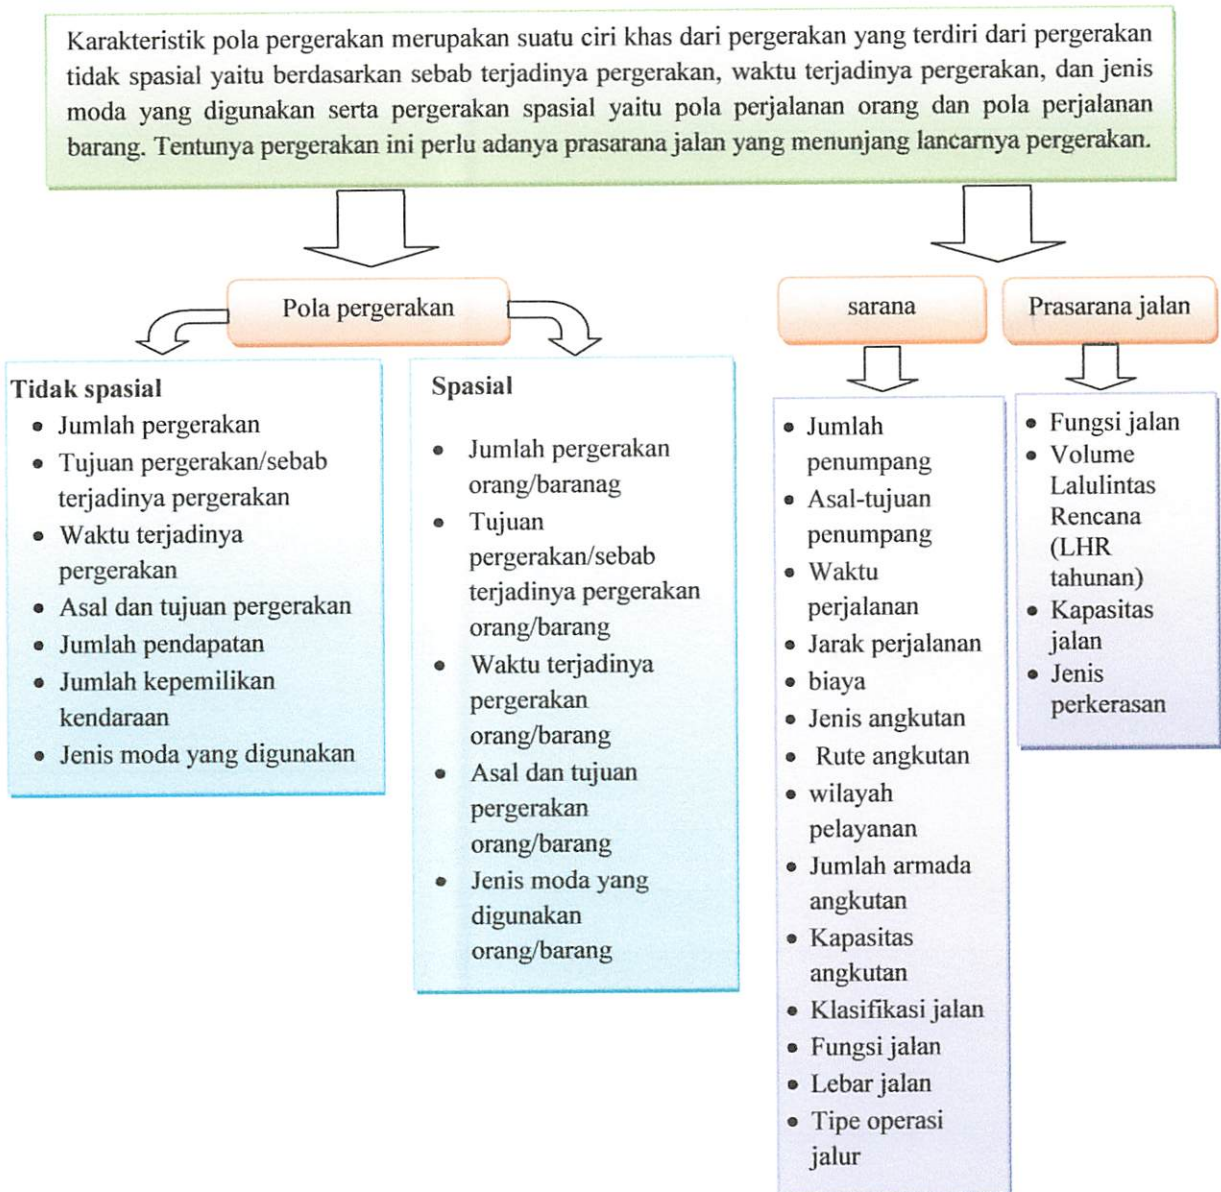 Karakteristik pola pergerakan merupakan suatu ciri khas dari pergerakan yang terdiri dari pergerakan
tidak spasial yaitu berdasarkan sebab terjadinya pergerakan, waktu terjadinya pergerakan, dan jenis
moda yang digunakan serta pergerakan spasial yaitu pola perjalanan orang dan pola perjalanan
barang. Tentunya pergerakan ini perlu adanya prasarana jalan yang menunjang lancarnya pergerakan.
Pola pergerakan
Tidak spasial
• Jumlah pergerakan
• Tujuan pergerakan/sebab
terjadinya pergerakan
• Waktu terjadinya
pergerakan
• Asal dan tujuan pergerakan
• Jumlah pendapatan
• Jumlah kepemilikan
kendaraan
• Jenis moda yang digunakan
Spasial
• Jumlah pergerakan
orang/baranag
• Tujuan
pergerakan/sebab
terjadinya pergerakan
orang/barang
• Waktu terjadinya
pergerakan
orang/barang
• Asal dan tujuan
pergerakan
orang/barang
• Jenis moda yang
digunakan
orang/barang
sarana
• Jumlah
penumpang
• Asal-tujuan
penumpang
• Waktu
perjalanan
• Jarak perjalanan
• biaya
• Jenis angkutan
• Rute angkutan
• wilayah
pelayanan
• Jumlah armada
angkutan
• Kapasitas
angkutan
• Klasifikasi jalan
• Fungsi jalan
• Lebar jalan
• Tipe operasi
jalur
Prasarana jalan
• Fungsi jalan
• Volume
Lalulintas
Rencana
(LHR
tahunan)
• Kapasitas
jalan
• Jenis
perkerasan